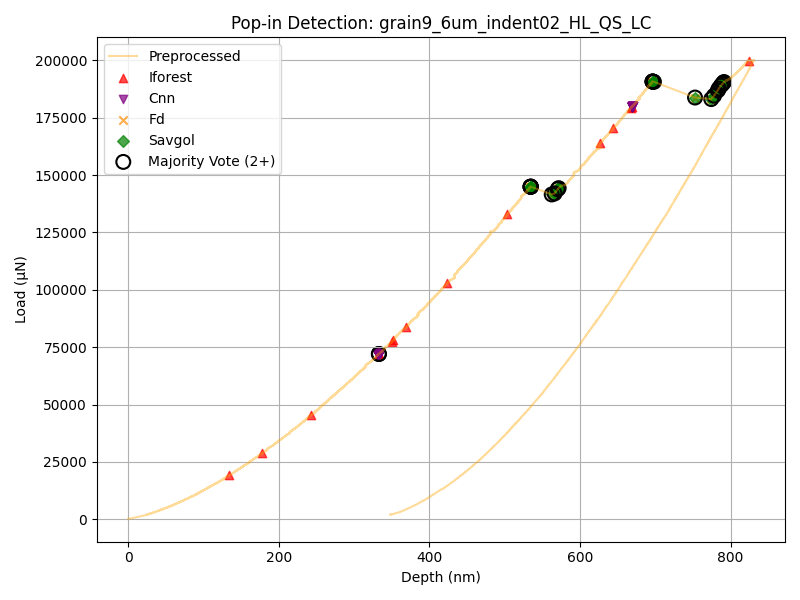 Pop-in Detection: grain9_6um_indent02_HL_QS_LC
Preprocessed
Iforest
Cnn
Fd
Savgol
Majority Vote (2+)
200000
175000
150000
125000
100000
75000
50000
25000
0
Load (µN)
0 200 400 600 800
Depth (nm)